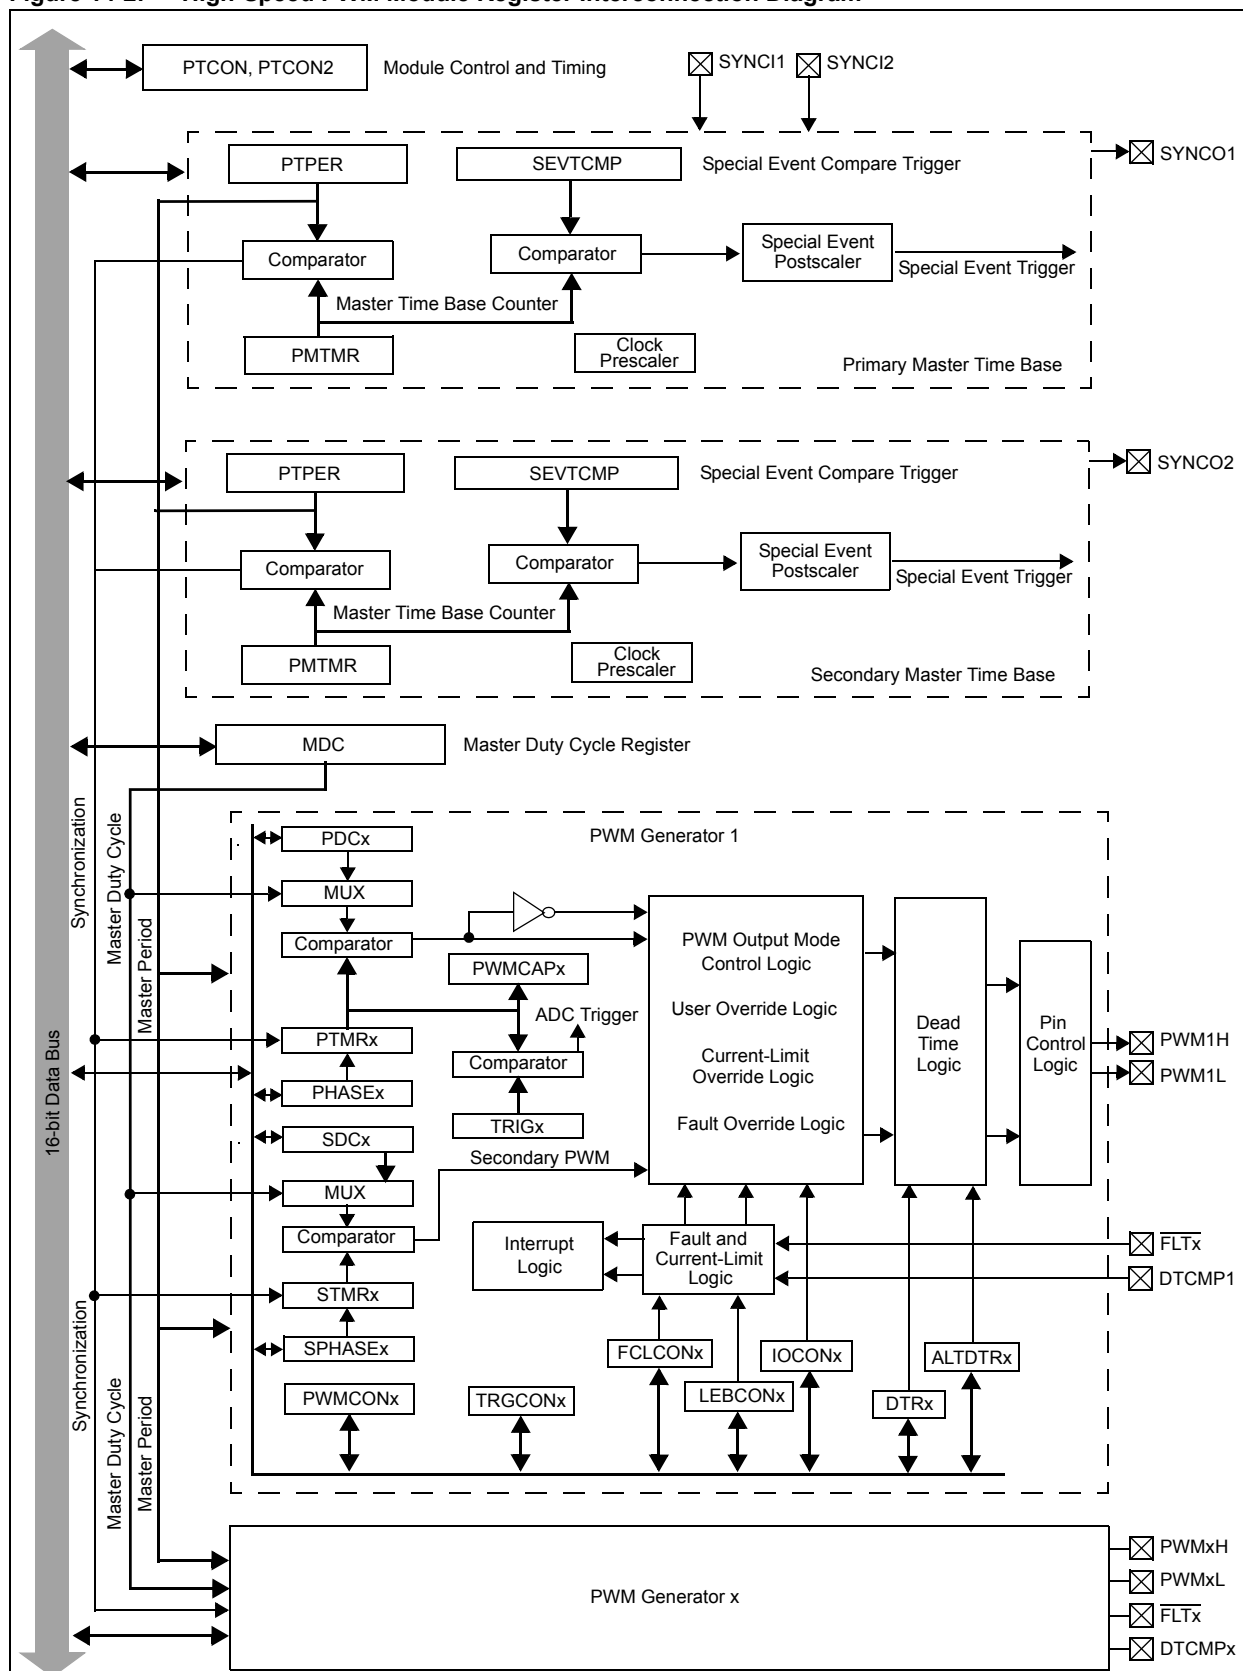 Figure 14-2: High-Speed PWM Module Register Interconnection Diagram
PTCON, PTCON2
Module Control and Timing
SYNCI1
SYNCI2
PTPER
SEVTCMP
Special Event Compare Trigger
SYNCO1
Comparator
Comparator
Special Event
Postscaler
Special Event Trigger
Master Time Base Counter
PMTMR
Clock
Prescaler
Primary Master Time Base
PTPER
SEVTCMP
Special Event Compare Trigger
SYNCO2
Comparator
Comparator
Special Event
Postscaler
Special Event Trigger
Master Time Base Counter
PMTMR
Clock
Prescaler
Secondary Master Time Base
MDC
Master Duty Cycle Register
16-bit Data Bus
Synchronization
Master Duty Cycle
Master Period
PWM Generator 1
PDCx
MUX
Comparator
PWMCAPx
ADC Trigger
PTMRx
Comparator
PHASEx
TRIGx
SDCx
Secondary PWM
MUX
Comparator
STMRx
SPHASEx
PWM Output Mode
Control Logic
User Override Logic
Current-Limit
Override Logic
Fault Override Logic
Dead
Time
Logic
Pin
Control
Logic
PWM1H
PWM1L
Interrupt
Logic
Fault and
Current-Limit
Logic
FLTx
DTCMP1
PWMCONx
TRGCONx
FCLCONx
LEBCONx
IOCONx
DTRx
ALTDTRx
Synchronization
Master Duty Cycle
Master Period
PWM Generator x
PWMxH
PWMxL
FLTx
DTCMPx